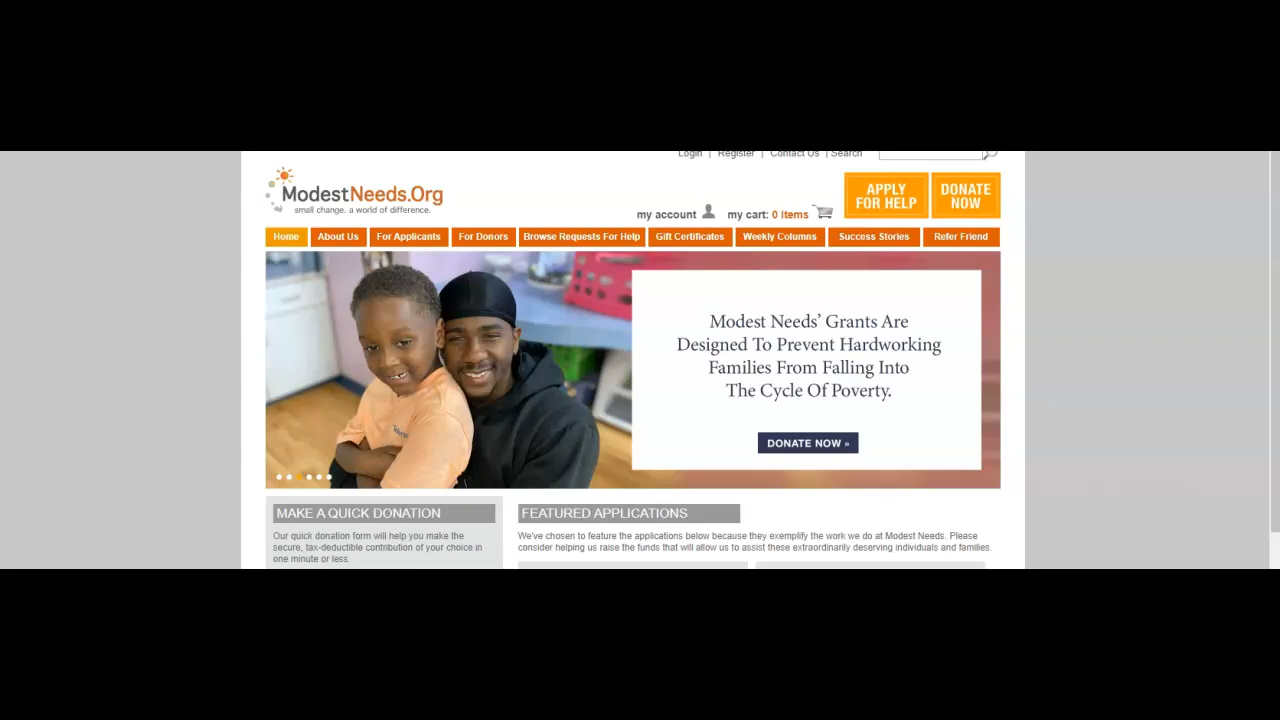 Login | Register | Contact Us | Search
ModestNeeds.Org
small change. a world of difference.
my account my cart: 0 Items
APPLY
FOR HELP
DONATE
NOW
Home About Us For Applicants For Donors Browse Requests For Help Gift Certificates Weekly Columns Success Stories Refer Friend
Modest Needs' Grants Are
Designed To Prevent Hardworking
Families From Falling Into
The Cycle Of Poverty.
DONATE NOW »
MAKE A QUICK DONATION
Our quick donation form will help you make the
secure, tax-deductible contribution of your choice in
one minute or less.
FEATURED APPLICATIONS
We've chosen to feature the applications below because they exemplify the work we do at Modest Needs. Please
consider helping us raise the funds that will allow us to assist these extraordinarily deserving individuals and families.